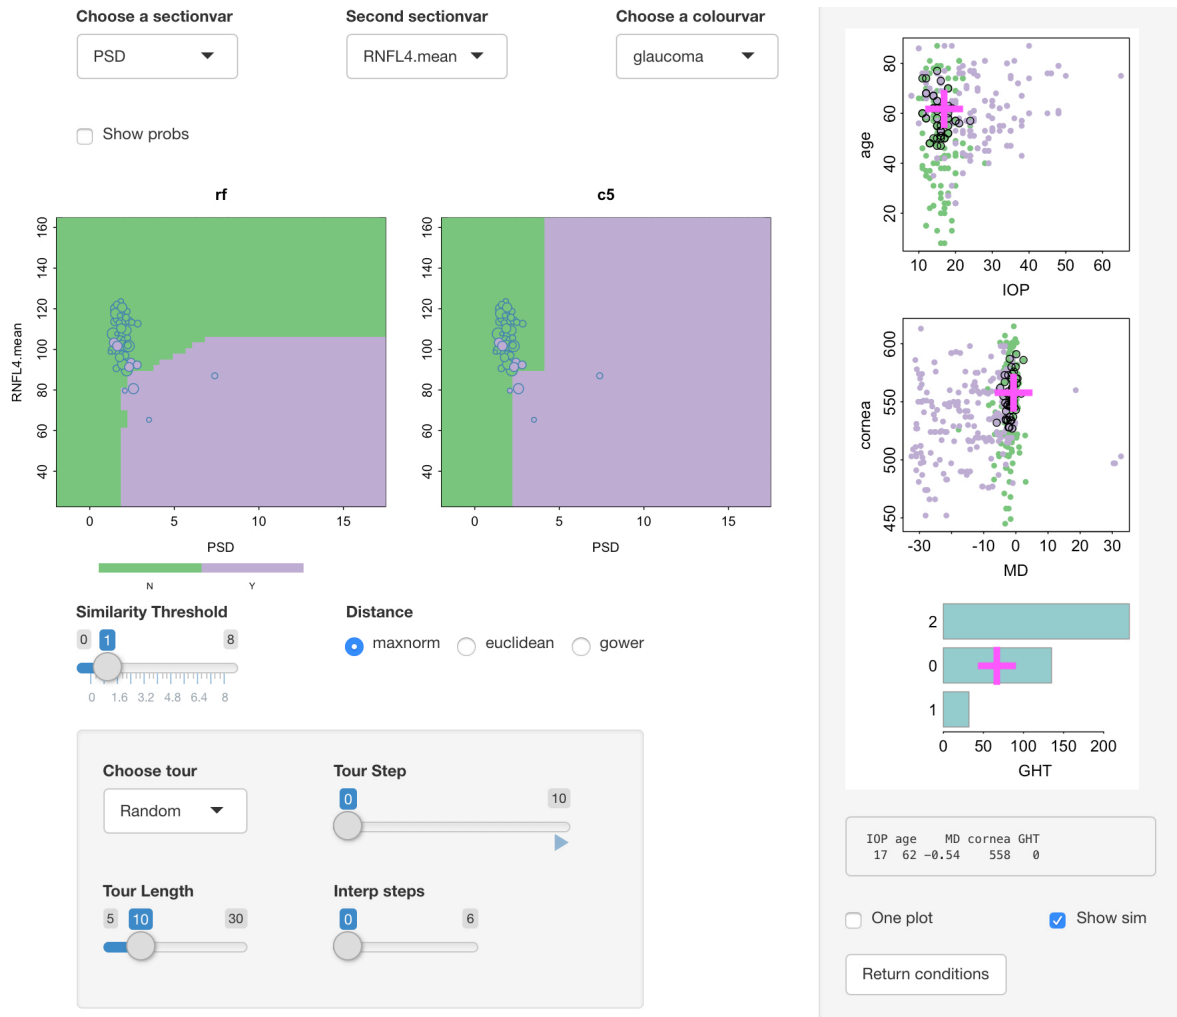 Choose a sectionvar
Second sectionvar
Choose a colourvar
PSD
RNFL4.mean
glaucoma
Show probs
rf
c5
160
140
120
100
80
60
40
RNFL4.mean
0 5 10 15
PSD
160
140
120
100
80
60
40
0 5 10 15
PSD
N Y
Similarity Threshold
0 1 8
0 1.6 3.2 4.8 6.4 8
Distance
maxnorm euclidean gower
Choose tour
Random
Tour Step
0 10
Tour Length
5 10 30
Interp steps
0 6
80
60
40
20
age
10 20 30 40 50 60
IOP
600
550
500
450
cornea
-30 -10 0 10 20 30
MD
2
0
1
0 50 100 150 200
GHT
IOP age MD cornea GHT
17 62 -0.54 558 0
One plot
Show sim
Return conditions